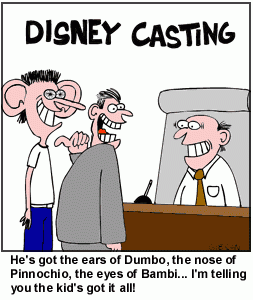 DISNEY CASTING
He's got the ears of Dumbo, the nose of
Pinnochio, the eyes of Bambi... I'm telling
you the kid's got it all!